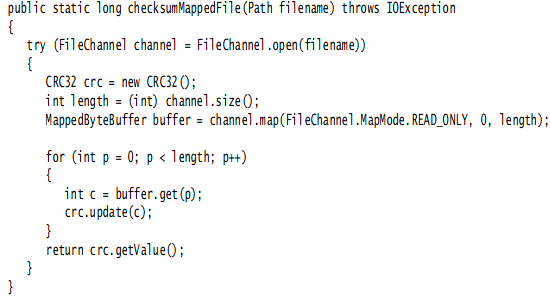 public static long checksumMappedFile(Path filename) throws IOException
{
try (FileChannel channel = FileChannel.open(filename))
{
CRC32 crc = new CRC32();
int length = (int) channel.size();
MappedByteBuffer buffer = channel.map(FileChannel.MapMode.READ_ONLY, 0, length);
for (int p = 0; p < length; p++)
{
int c = buffer.get(p);
crc.update(c);
}
return crc.getValue();
}
}